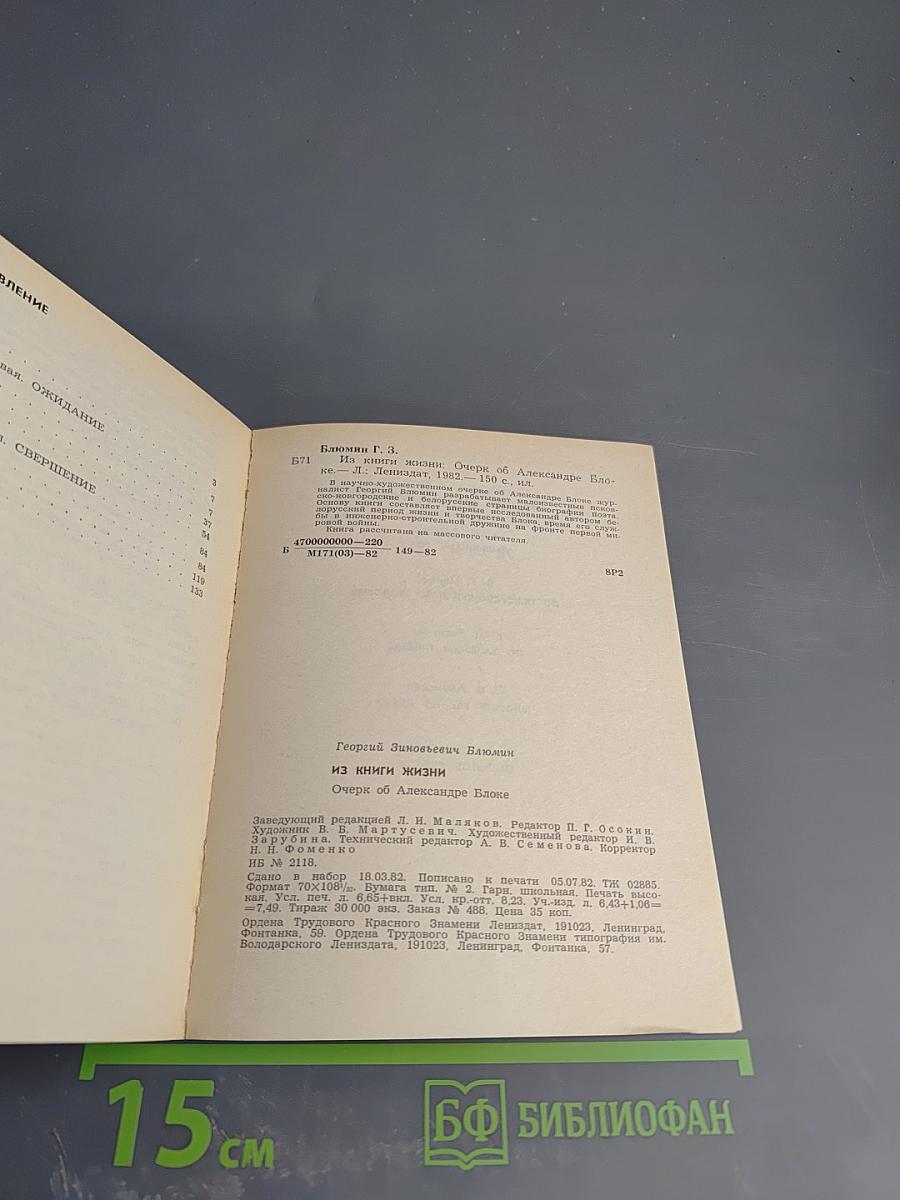 ВЛЕНИЕ
вая. ОЖИДАНИЕ
я. СВЕРШЕНИЕ
3
7
7
37
54
84
84
119
133
Блюмин Г. З.
Б71 Из книги жизни: Очерк об Александре Бло-
ке.— Л.: Лениздат, 1982.— 150 с., ил.
В научно-художественном очерке об Александре Блоке жур-
налист Георгий Блюмин разрабатывает малоизвестные псков-
ско-новгородские и белорусские страницы биографии поэта.
Основу книги составляет впервые исследованный автором бе-
лорусский период жизни и творчества Блока, время его служ-
бы в инженерно-строительной дружине на фронте первой ми-
ровой войны.
Книга рассчитана на массового читателя.
Б 4700000000—220
М171(03)—82 149—82
8Р2
Георгий Зиновьевич Блюмин
ИЗ КНИГИ ЖИЗНИ
Очерк об Александре Блоке
Заведующий редакцией Л. И. Маляков. Редактор П. Г. Осокин.
Художник В. Б. Мартусевич. Художественный редактор И. В.
Зарубина. Технический редактор А. В. Семенова. Корректор
Н. Н. Фоменко
ИБ № 2118.
Сдано в набор 18.03.82. Пописано к печати 05.07.82. ТЖ 02885.
Формат 70×108¹/₃₂. Бумага тип. № 2. Гарн. школьная. Печать высо-
кая. Усл. печ. л. 6,65+вкл. Усл. кр.-отт. 8,23. Уч.-изд. л. 6,43+1,06=
=7,49. Тираж 30 000 экз. Заказ № 488. Цена 35 коп.
Ордена Трудового Красного Знамени Лениздат, 191023, Ленинград,
Фонтанка, 59. Ордена Трудового Красного Знамени типография им.
Володарского Лениздата, 191023, Ленинград, Фонтанка, 57.
15 см
БФ БИБЛИОФАН